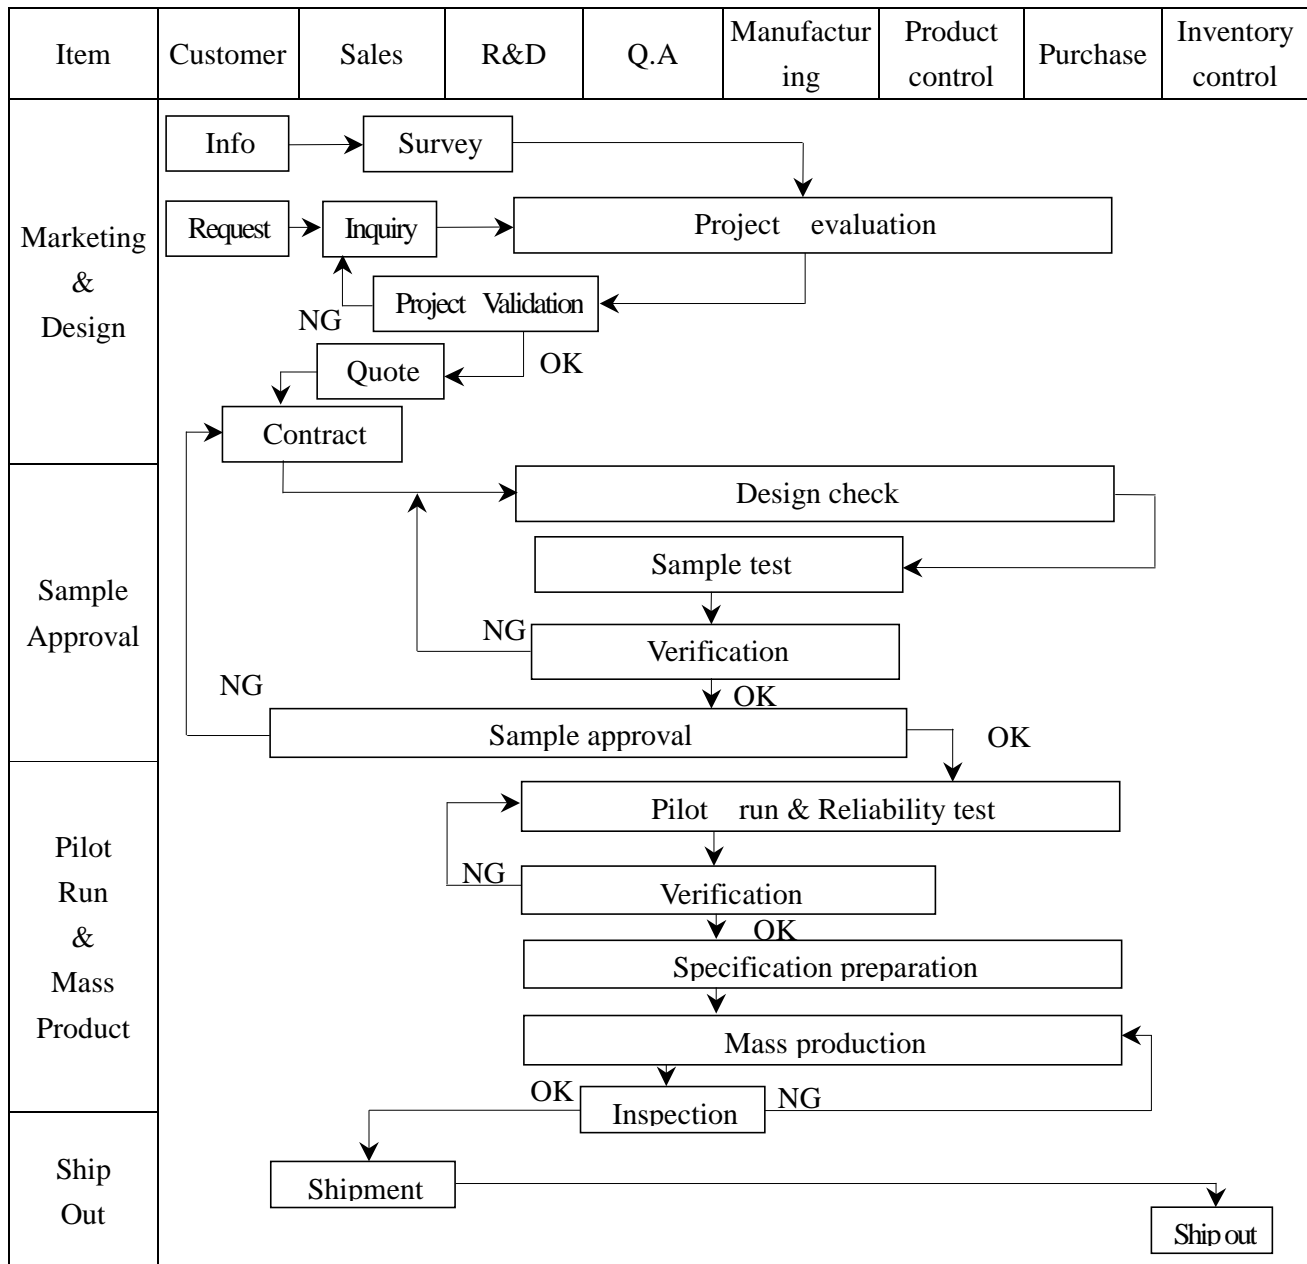 Item
Customer
Sales
R&D
Q.A
Manufactur
ing
Product
control
Purchase
Inventory
control
Marketing
&
Design
Info
Survey
Request
Inquiry
Project evaluation
Project Validation
NG
OK
Quote
Contract
Sample
Approval
Design check
Sample test
NG
Verification
OK
NG
Sample approval
OK
Pilot
Run
&
Mass
Product
Pilot run & Reliability test
NG
Verification
OK
Specification preparation
Mass production
OK
Inspection
NG
Ship
Out
Shipment
Ship out